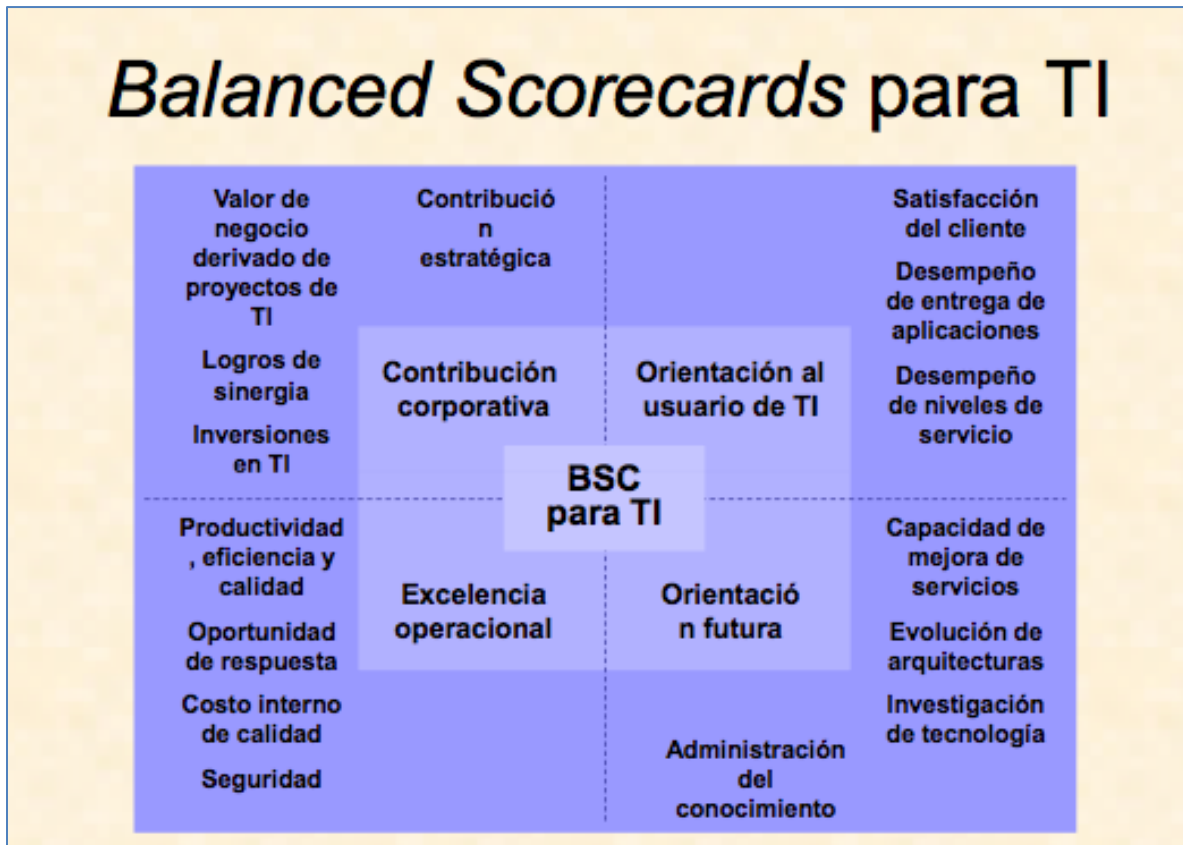 Balanced Scorecards para TI
Valor de
negocio
derivado de
proyectos de
TI
Logros de
sinergia
Inversiones
en TI
Contribució
n
estratégica
Contribución
corporativa
Satisfacción
del cliente
Desempeño
de entrega de
aplicaciones
Desempeño
de niveles de
servicio
Orientación al
usuario de TI
BSC
para TI
Productividad
, eficiencia y
calidad
Oportunidad
de respuesta
Costo interno
de calidad
Seguridad
Excelencia
operacional
Orientació
n futura
Capacidad de
mejora de
servicios
Evolución de
arquitecturas
Investigación
de tecnología
Administración
del
conocimiento